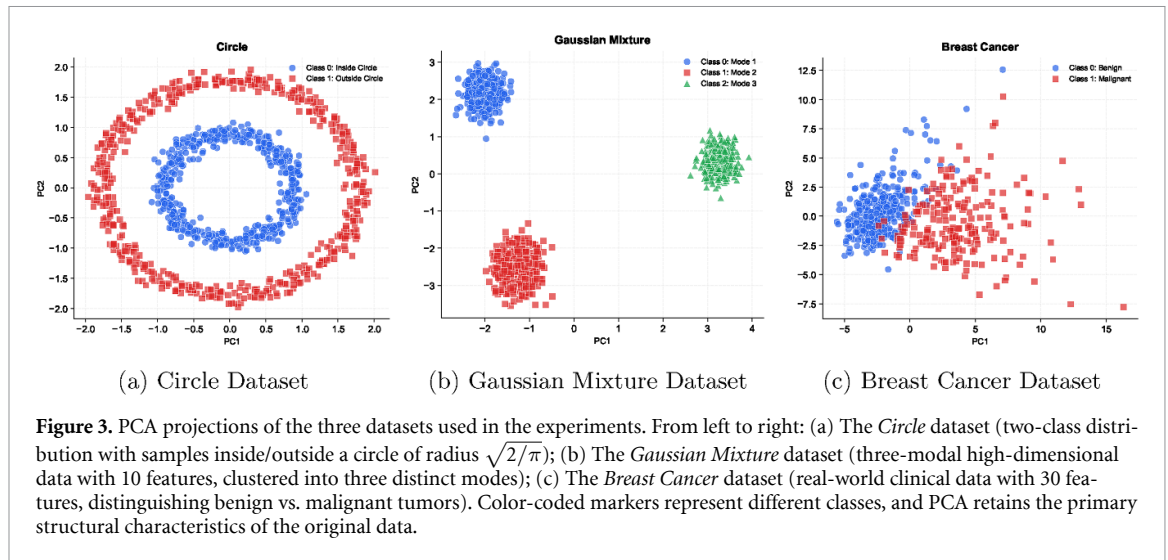 Circle
Class 0: Inside Circle
Class 1: Outside Circle
2.0
1.5
1.0
0.5
0.0
−0.5
−1.0
−1.5
−2.0
PC2
−2.0 −1.5 −1.0 −0.5 0.0 0.5 1.0 1.5 2.0
PC1
Gaussian Mixture
Class 0: Mode 1
Class 1: Mode 2
Class 2: Mode 3
3
2
1
0
−1
−2
−3
PC2
−2 −1 0 1 2 3 4
PC1
Breast Cancer
Class 0: Benign
Class 1: Malignant
12.5
10.0
7.5
5.0
2.5
0.0
−2.5
−5.0
−7.5
PC2
−5 0 5 10 15
PC1
(a) Circle Dataset
(b) Gaussian Mixture Dataset
(c) Breast Cancer Dataset
Figure 3. PCA projections of the three datasets used in the experiments. From left to right: (a) The Circle dataset (two-class distri-
bution with samples inside/outside a circle of radius √2/π); (b) The Gaussian Mixture dataset (three-modal high-dimensional
data with 10 features, clustered into three distinct modes); (c) The Breast Cancer dataset (real-world clinical data with 30 fea-
tures, distinguishing benign vs. malignant tumors). Color-coded markers represent different classes, and PCA retains the primary
structural characteristics of the original data.